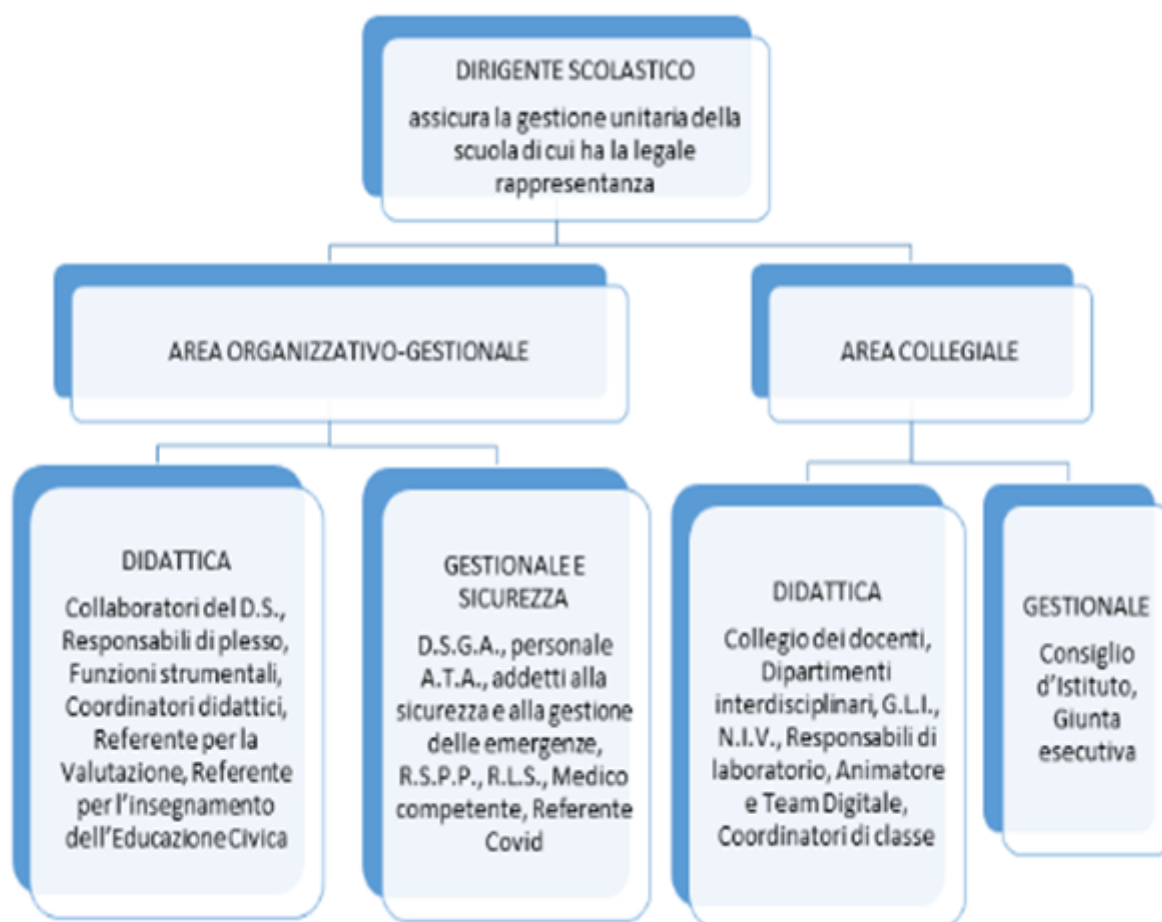 DIRIGENTE SCOLASTICO
assicura la gestione unitaria della
scuola di cui ha la legale
rappresentanza
AREA ORGANIZZATIVO-GESTIONALE
AREA COLLEGIALE
DIDATTICA
Collaboratori del D.S.,
Responsabili di plesso,
Funzioni strumentali,
Coordinatori didattici,
Referente per la
Valutazione, Referente
per l'insegnamento
dell'Educazione Civica
GESTIONALE E
SICUREZZA
D.S.G.A., personale
A.T.A., addetti alla
sicurezza e alla gestione
delle emergenze,
R.S.P.P., R.L.S., Medico
competente, Referente
Covid
DIDATTICA
Collegio dei docenti,
Dipartimenti
interdisciplinari, G.L.I.,
N.I.V., Responsabili di
laboratorio, Animatore
e Team Digitale,
Coordinatori di classe
GESTIONALE
Consiglio
d'Istituto,
Giunta
esecutiva